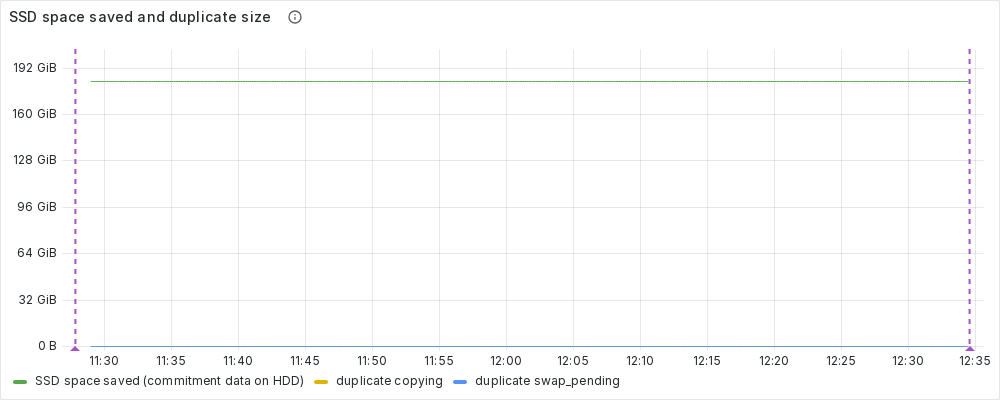 SSD space saved and duplicate size
192 GiB
160 GiB
128 GiB
96 GiB
64 GiB
32 GiB
0 B
11:30 11:35 11:40 11:45 11:50 11:55 12:00 12:05 12:10 12:15 12:20 12:25 12:30 12:35
SSD space saved (commitment data on HDD) duplicate copying duplicate swap_pending